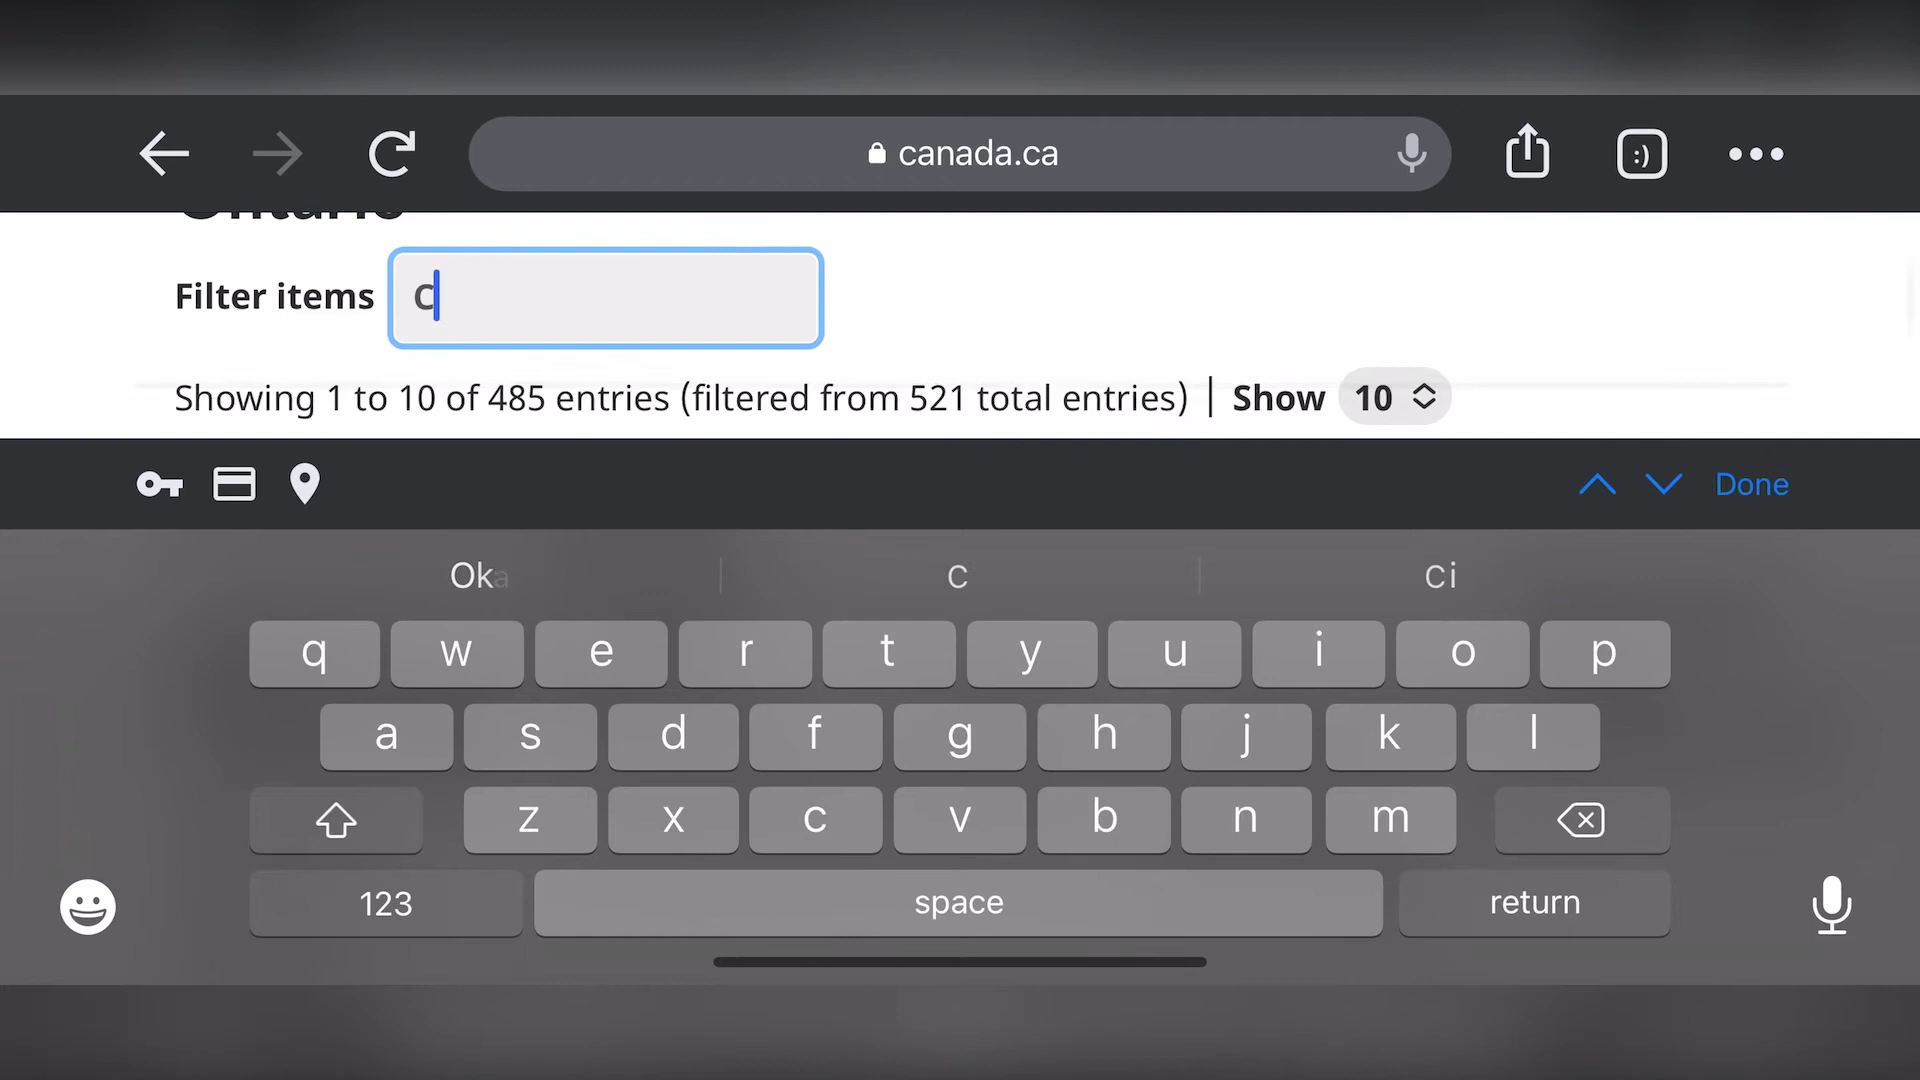 canada.ca
:)
Ontario
Filter items C
Showing 1 to 10 of 485 entries (filtered from 521 total entries) | Show 10
Done
Oka C Ci
q w e r t y u i o p
a s d f g h j k l
z x c v b n m
123 space return